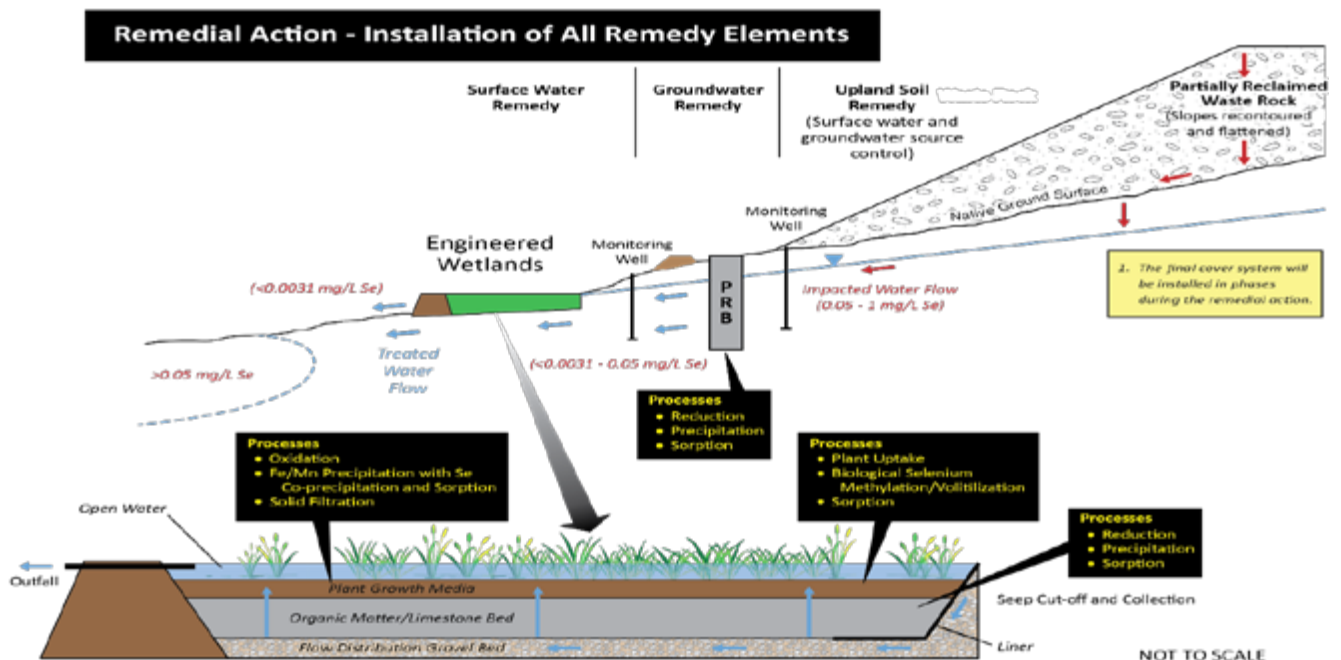 Remedial Action - Installation of All Remedy Elements
Surface Water
Remedy
Groundwater
Remedy
Upland Soil
Remedy
(Surface water and
groundwater source
control)
Partially Reclaimed
Waste Rock
(Slopes recontoured
and flattened)
Native Ground Surface
Monitoring
Well
Engineered
Wetlands
Monitoring
Well
PRB
1. The final cover system will
be installed in phases
during the remedial action.
(<0.0031 mg/L Se)
Impacted Water Flow
(0.05 - 1 mg/L Se)
Treated
Water
Flow
(<0.0031 - 0.05 mg/L Se)
>0.05 mg/L Se
Processes
• Reduction
• Precipitation
• Sorption
Processes
• Oxidation
• Fe/Mn Precipitation with Se
Co-precipitation and Sorption
• Solid Filtration
Processes
• Plant Uptake
• Biological Selenium
Methylation/Volitilization
• Sorption
Processes
• Reduction
• Precipitation
• Sorption
Open Water
Outfall
Plant Growth Media
Organic Matter/Limestone Bed
Flow Distribution Gravel Bed
Seep Cut-off and Collection
Liner
NOT TO SCALE